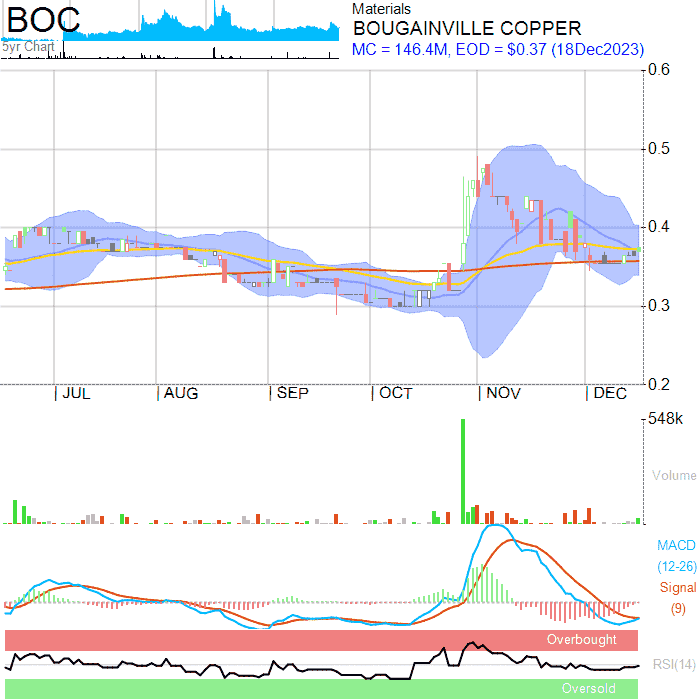 BOC
5yr Chart
Materials
BOUGAINVILLE COPPER
MC = 146.4M, EOD = $0.37 (18Dec2023)
0.6
0.5
0.4
0.3
0.2
JUL AUG SEP OCT NOV DEC
548k
Volume
MACD
(12-26)
Signal
(9)
Overbought
RSI(14)
Oversold